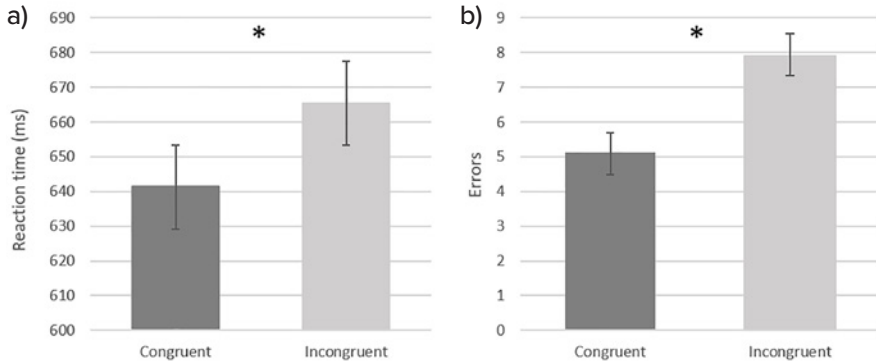 a)
690
680
670
660
650
640
630
620
610
600
Reaction time (ms)
*
Congruent
Incongruent
b)
9
8
7
6
5
4
3
2
1
0
Errors
*
Congruent
Incongruent